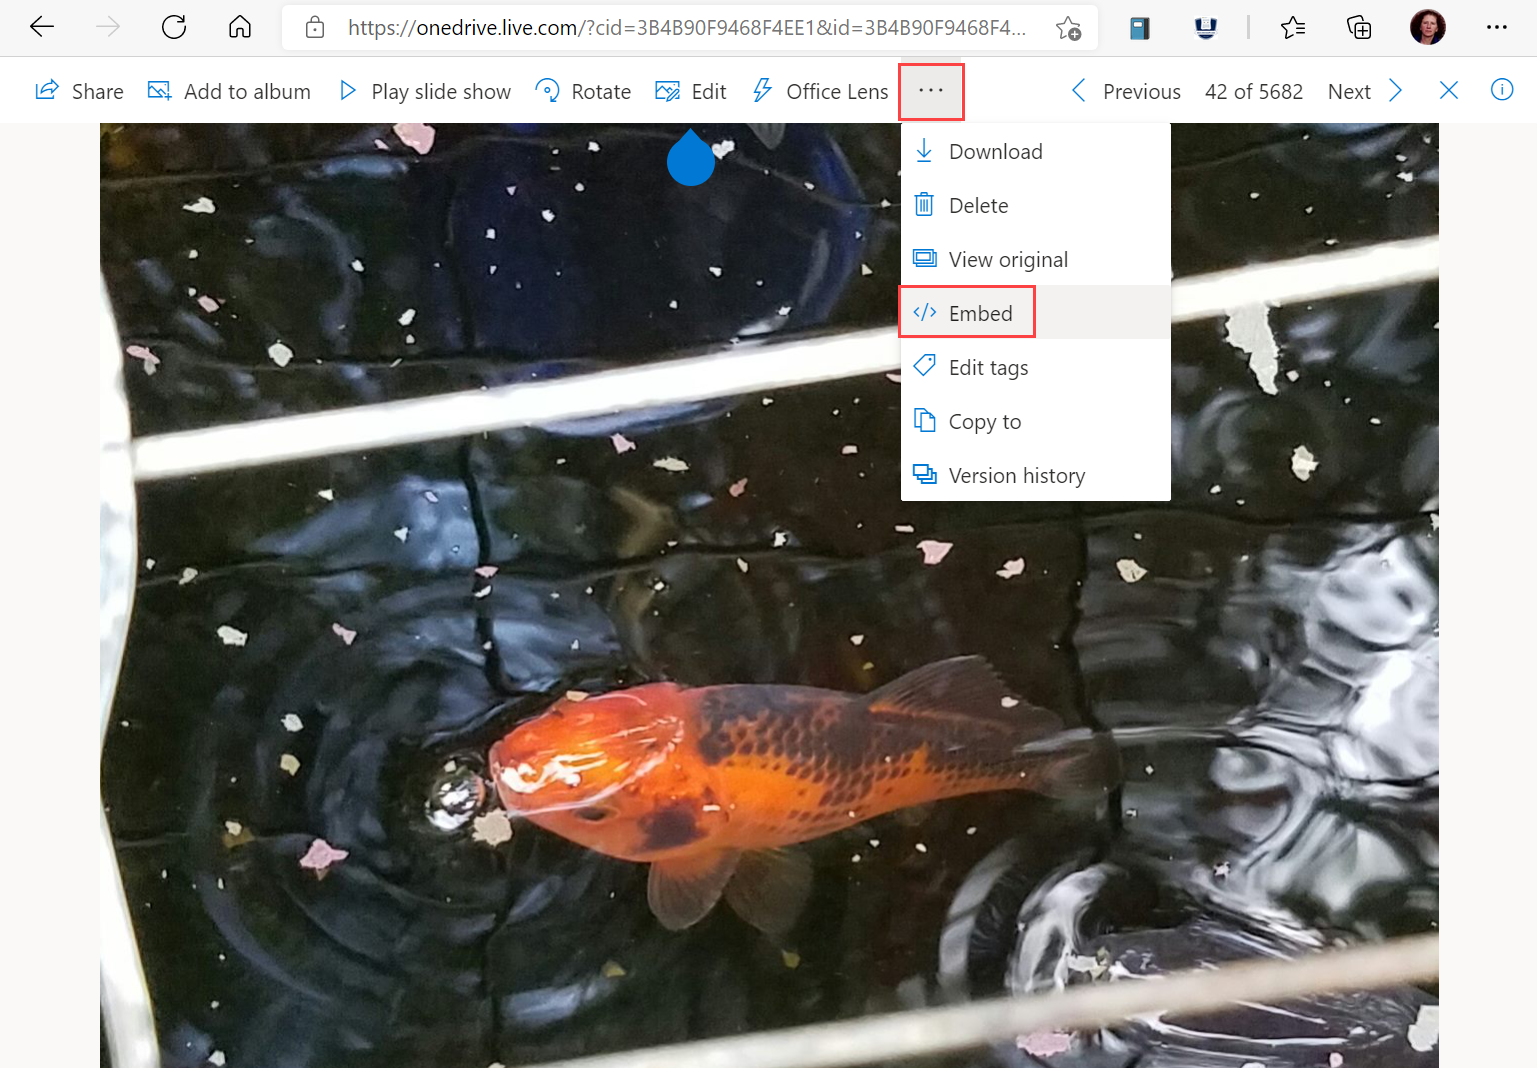 https://onedrive.live.com/?cid=3B4B90F9468F4EE1&id=3B4B90F9468F4...
Share Add to album Play slide show Rotate Edit Office Lens ... Previous 42 of 5682 Next
Download
Delete
View original
Embed
Edit tags
Copy to
Version history